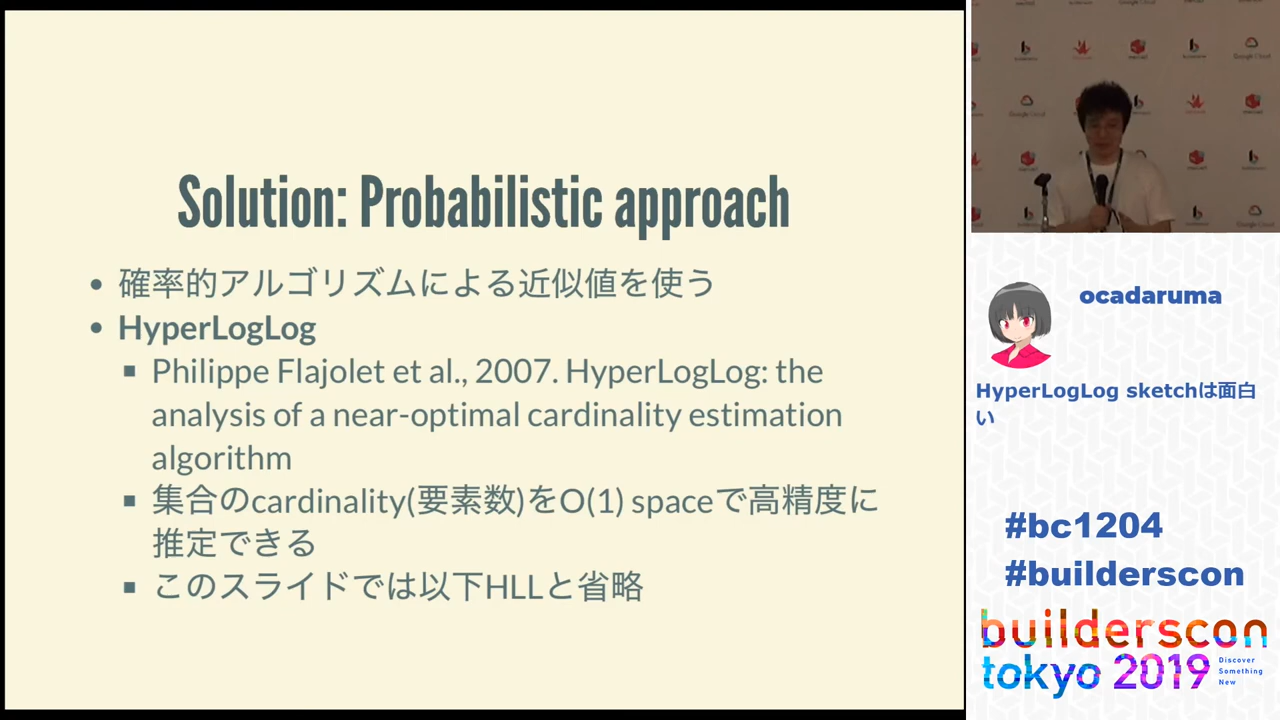 Solution: Probabilistic approach
確率的アルゴリズムによる近似値を使う
HyperLogLog
Philippe Flajolet et al., 2007. HyperLogLog: the
analysis of a near-optimal cardinality estimation
algorithm
集合のcardinality(要素数)をO(1) spaceで高精度に
推定できる
このスライドでは以下HLLと省略
ocadaruma
HyperLogLog sketchは面白
い
#bc1204
#builderscon
builderscon
tokyo 2019
Discover
Something
New